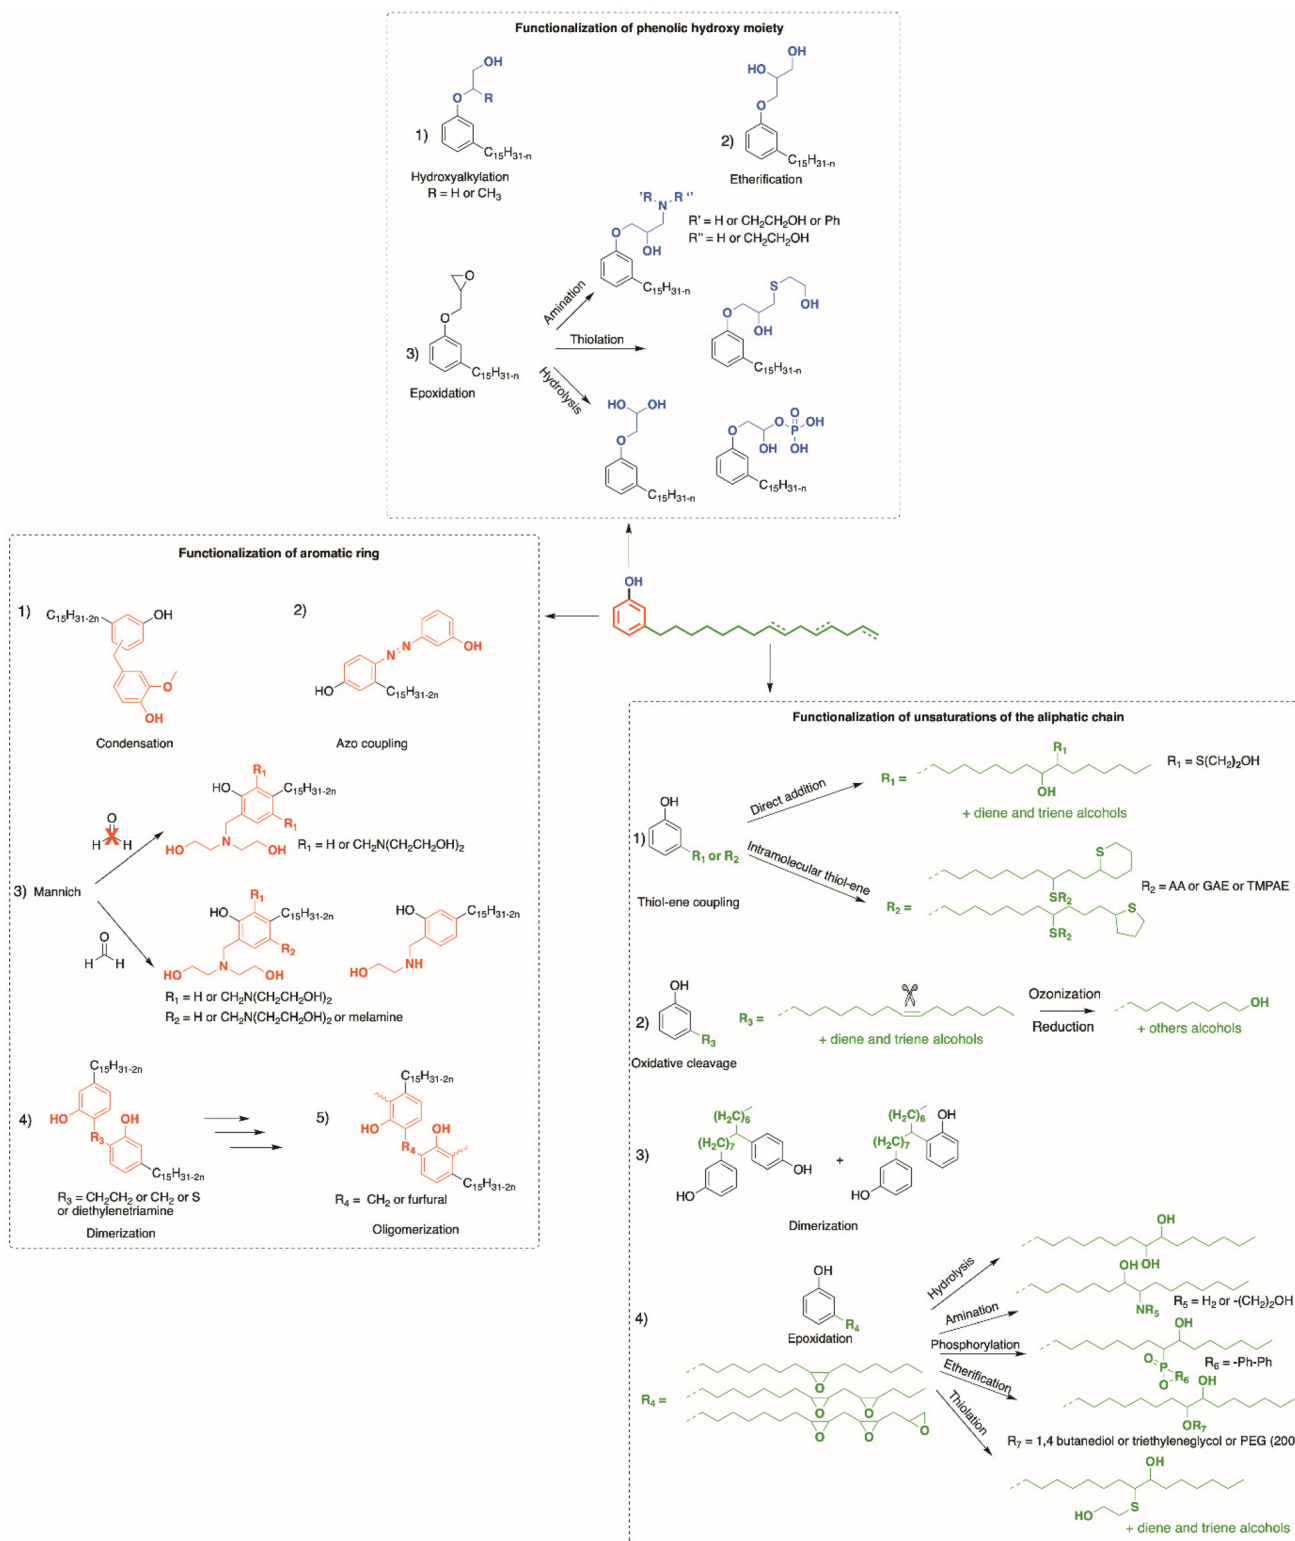 Functionalization of phenolic hydroxy moiety
OH
O
R
1)
C15H31-n
Hydroxyalkylation
R = H or CH3
OH
HO
O
2)
C15H31-n
Etherification
'R R ''
N
O
OH
C15H31-n
R' = H or CH2CH2OH or Ph
R'' = H or CH2CH2OH
O
O
3)
C15H31-n
Epoxidation
Amination
Thiolation
Hydrolysis
S
OH
O
OH
C15H31-n
HO OH
O
C15H31-n
O
O P OH
O
OH OH
C15H31-n
Functionalization of aromatic ring
1)
C15H31-2n
OH
O
OH
Condensation
2)
N=N
OH
HO
C15H31-2n
Azo coupling
3) Mannich
O
H X H
R1
HO
C15H31-2n
R1
N
HO OH
R1 = H or CH2N(CH2CH2OH)2
O
H H
R1
HO
C15H31-2n
R2
N
HO OH
HO
C15H31-2n
NH
HO
R1 = H or CH2N(CH2CH2OH)2
R2 = H or CH2N(CH2CH2OH)2 or melamine
4)
C15H31-2n
HO OH
R3
C15H31-2n
R3 = CH2CH2 or CH2 or S
or diethylenetriamine
Dimerization
5)
C15H31-2n
HO OH
R4
C15H31-2n
R4 = CH2 or furfural
Oligomerization
OH
Functionalization of unsaturations of the aliphatic chain
1)
OH
R1 or R2
Thiol-ene coupling
Direct addition
Intramolecular thiol-ene
R1 =
R1
OH
R1 = S(CH2)2OH
+ diene and triene alcohols
R2 =
S
SR2
S
SR2
R2 = AA or GAE or TMPAE
2)
OH
R3
Oxidative cleavage
R3 =
+ diene and triene alcohols
Ozonization
Reduction
OH
+ others alcohols
3)
(H2C)6
(H2C)7
OH
HO
+
(H2C)6
OH
(H2C)7
HO
Dimerization
4)
OH
R4
Epoxidation
R4 =
O
O O
O O O
Hydrolysis
Amination
Phosphorylation
Etherification
Thiolation
OH
OH
OH
NR5
R5 = H2 or -(CH2)2OH
OH
O
P
O R6
R6 = -Ph-Ph
OH
OR7
R7 = 1,4 butanediol or triethyleneglycol or PEG (200
OH
S
HO
+ diene and triene alcohols